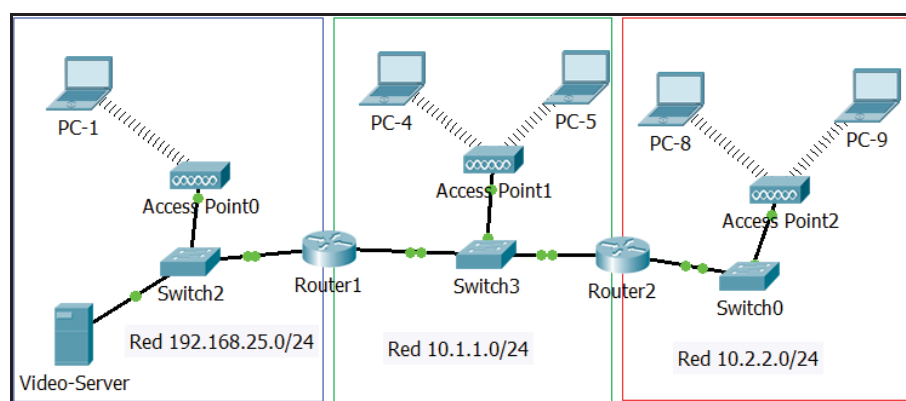 PC-1
Access Point0
Switch2
Router1
Video-Server
Red 192.168.25.0/24
PC-4
PC-5
Access Point1
Switch3
Red 10.1.1.0/24
PC-8
PC-9
Access Point2
Router2
Switch0
Red 10.2.2.0/24